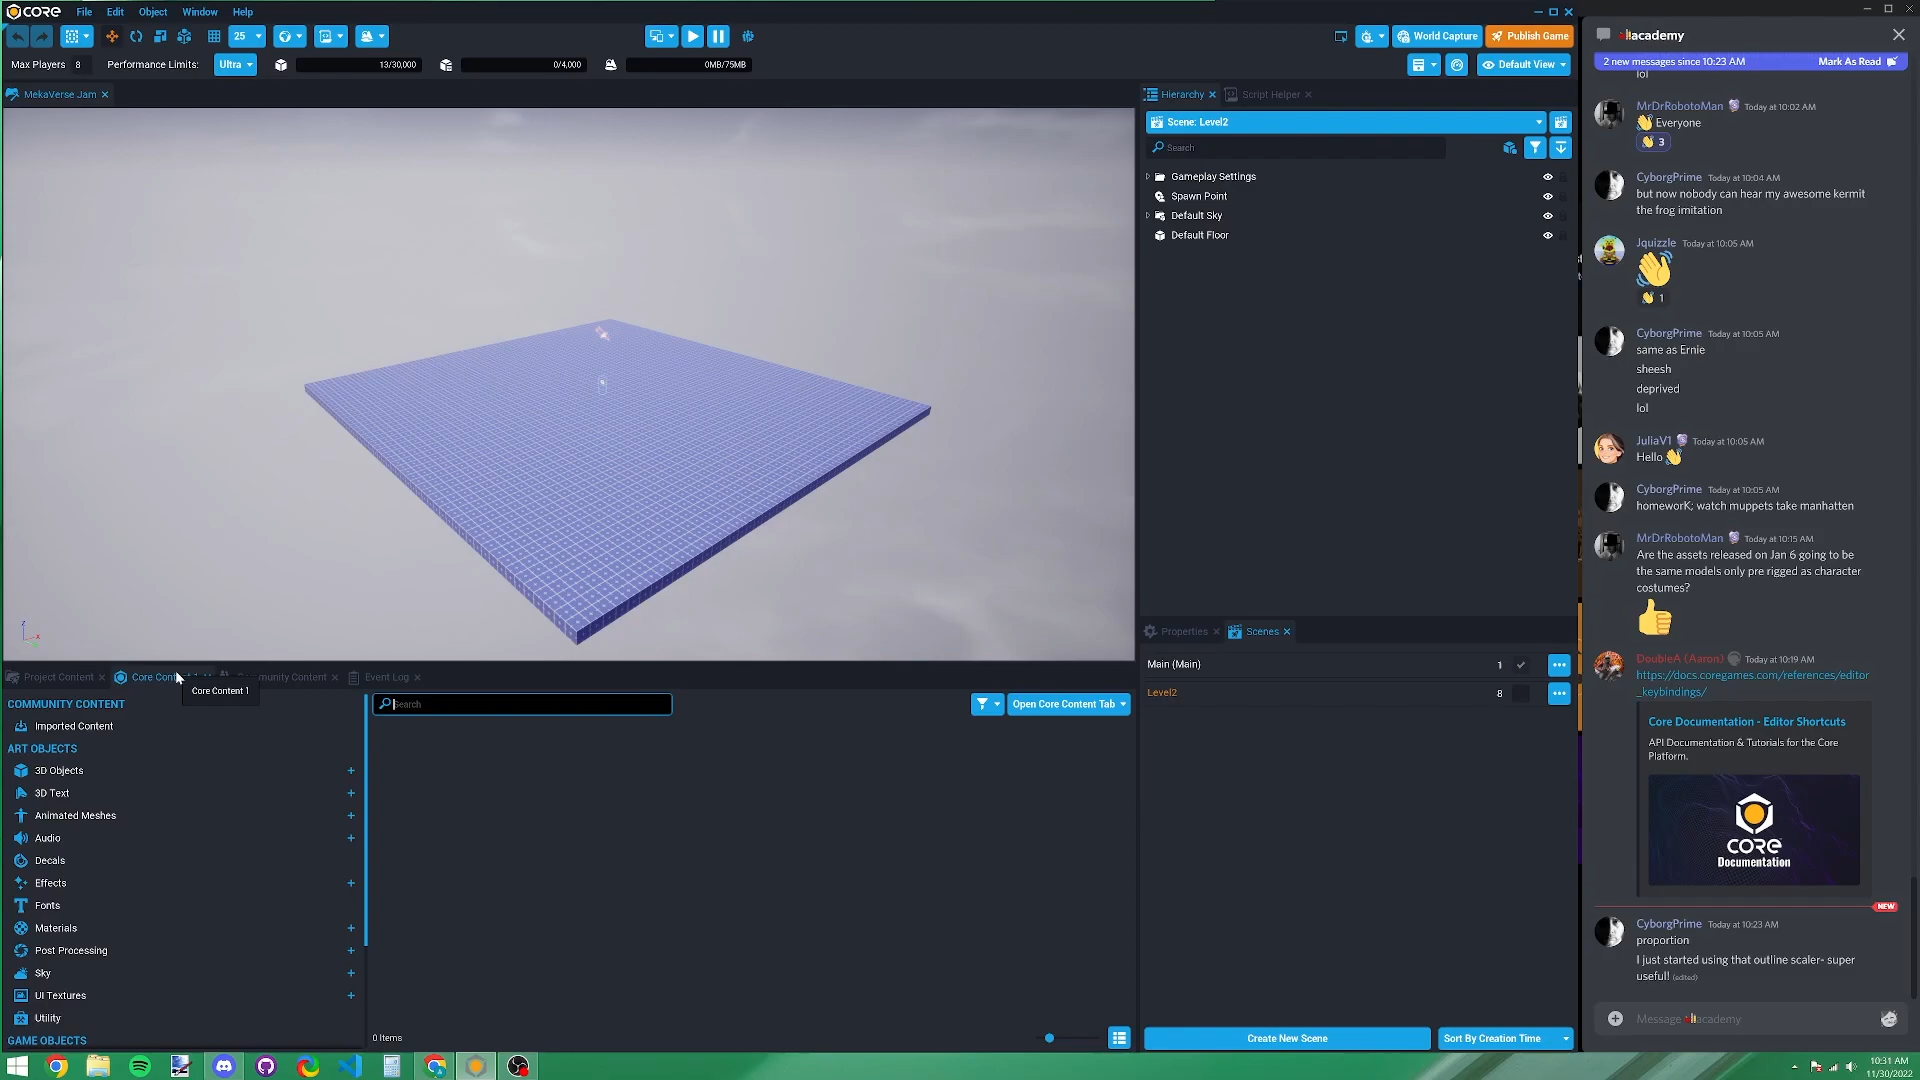 CORE File Edit Object Window Help
25
World Capture Publish Game
Max Players 8 Performance Limits: Ultra 13/30,000 0/4,000 0MB/75MB
Default View
MekaVerse Jam
Hierarchy Script Helper
Scene: Level2
Search
Gameplay Settings
Spawn Point
Default Sky
Default Floor
Properties Scenes
Main (Main) 1
Level2 8
Create New Scene Sort By Creation Time
Project Content Core Content Community Content Event Log
Core Content 1
Search
Open Core Content Tab
COMMUNITY CONTENT
Imported Content
ART OBJECTS
3D Objects
3D Text
Animated Meshes
Audio
Decals
Effects
Fonts
Materials
Post Processing
Sky
UI Textures
Utility
GAME OBJECTS
0 Items
academy
2 new messages since 10:23 AM Mark As Read
lol
MrDrRobotoMan Today at 10:02 AM
👋 Everyone
👋 3
CyborgPrime Today at 10:04 AM
but now nobody can hear my awesome kermit
the frog imitation
Jquizzle Today at 10:05 AM
👋
👋 1
CyborgPrime Today at 10:05 AM
same as Ernie
sheesh
deprived
lol
JuliaV1 Today at 10:05 AM
Hello 👋
CyborgPrime Today at 10:05 AM
homeworK; watch muppets take manhatten
MrDrRobotoMan Today at 10:15 AM
Are the assets released on Jan 6 going to be
the same models only pre rigged as character
costumes?
👍
DoubleA (Aaron) Today at 10:19 AM
https://docs.coregames.com/references/editor
_keybindings/
Core Documentation - Editor Shortcuts
API Documentation & Tutorials for the Core
Platform.
CORE
Documentation
NEW
CyborgPrime Today at 10:23 AM
proportion
I just started using that outline scaler- super
useful! (edited)
Message academy
10:31 AM
11/30/2022